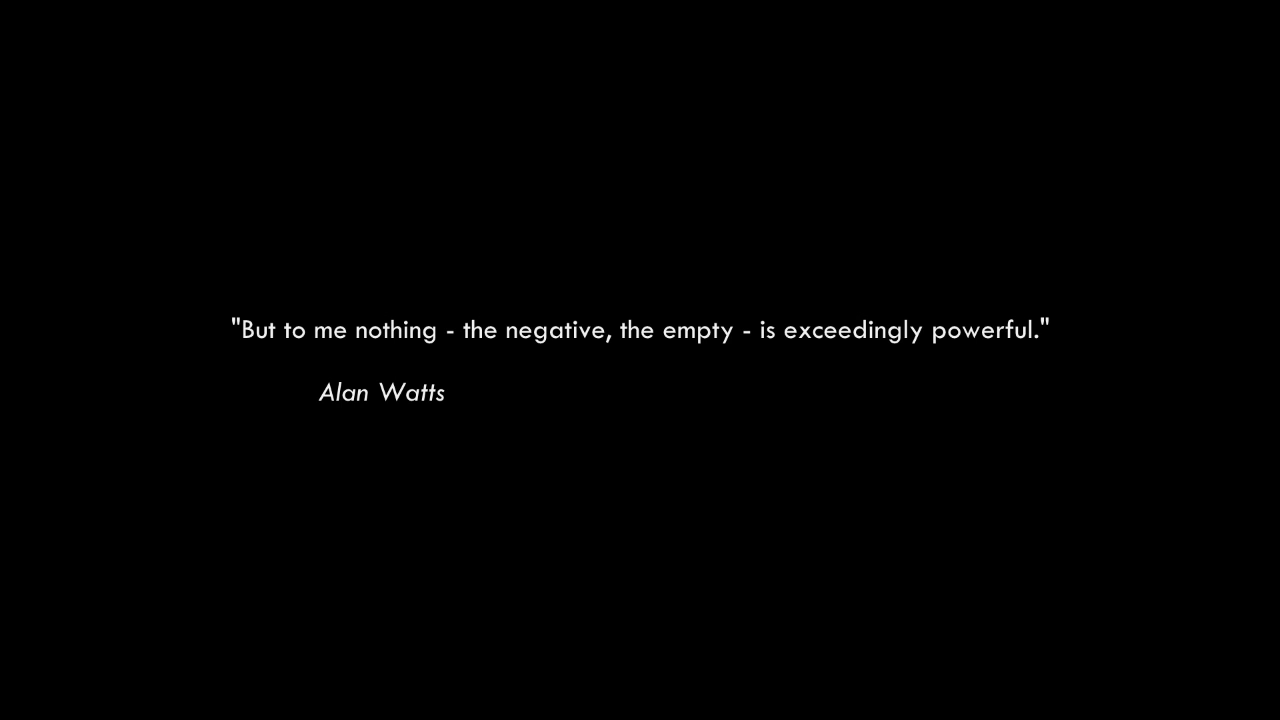 "But to me nothing - the negative, the empty - is exceedingly powerful."
Alan Watts